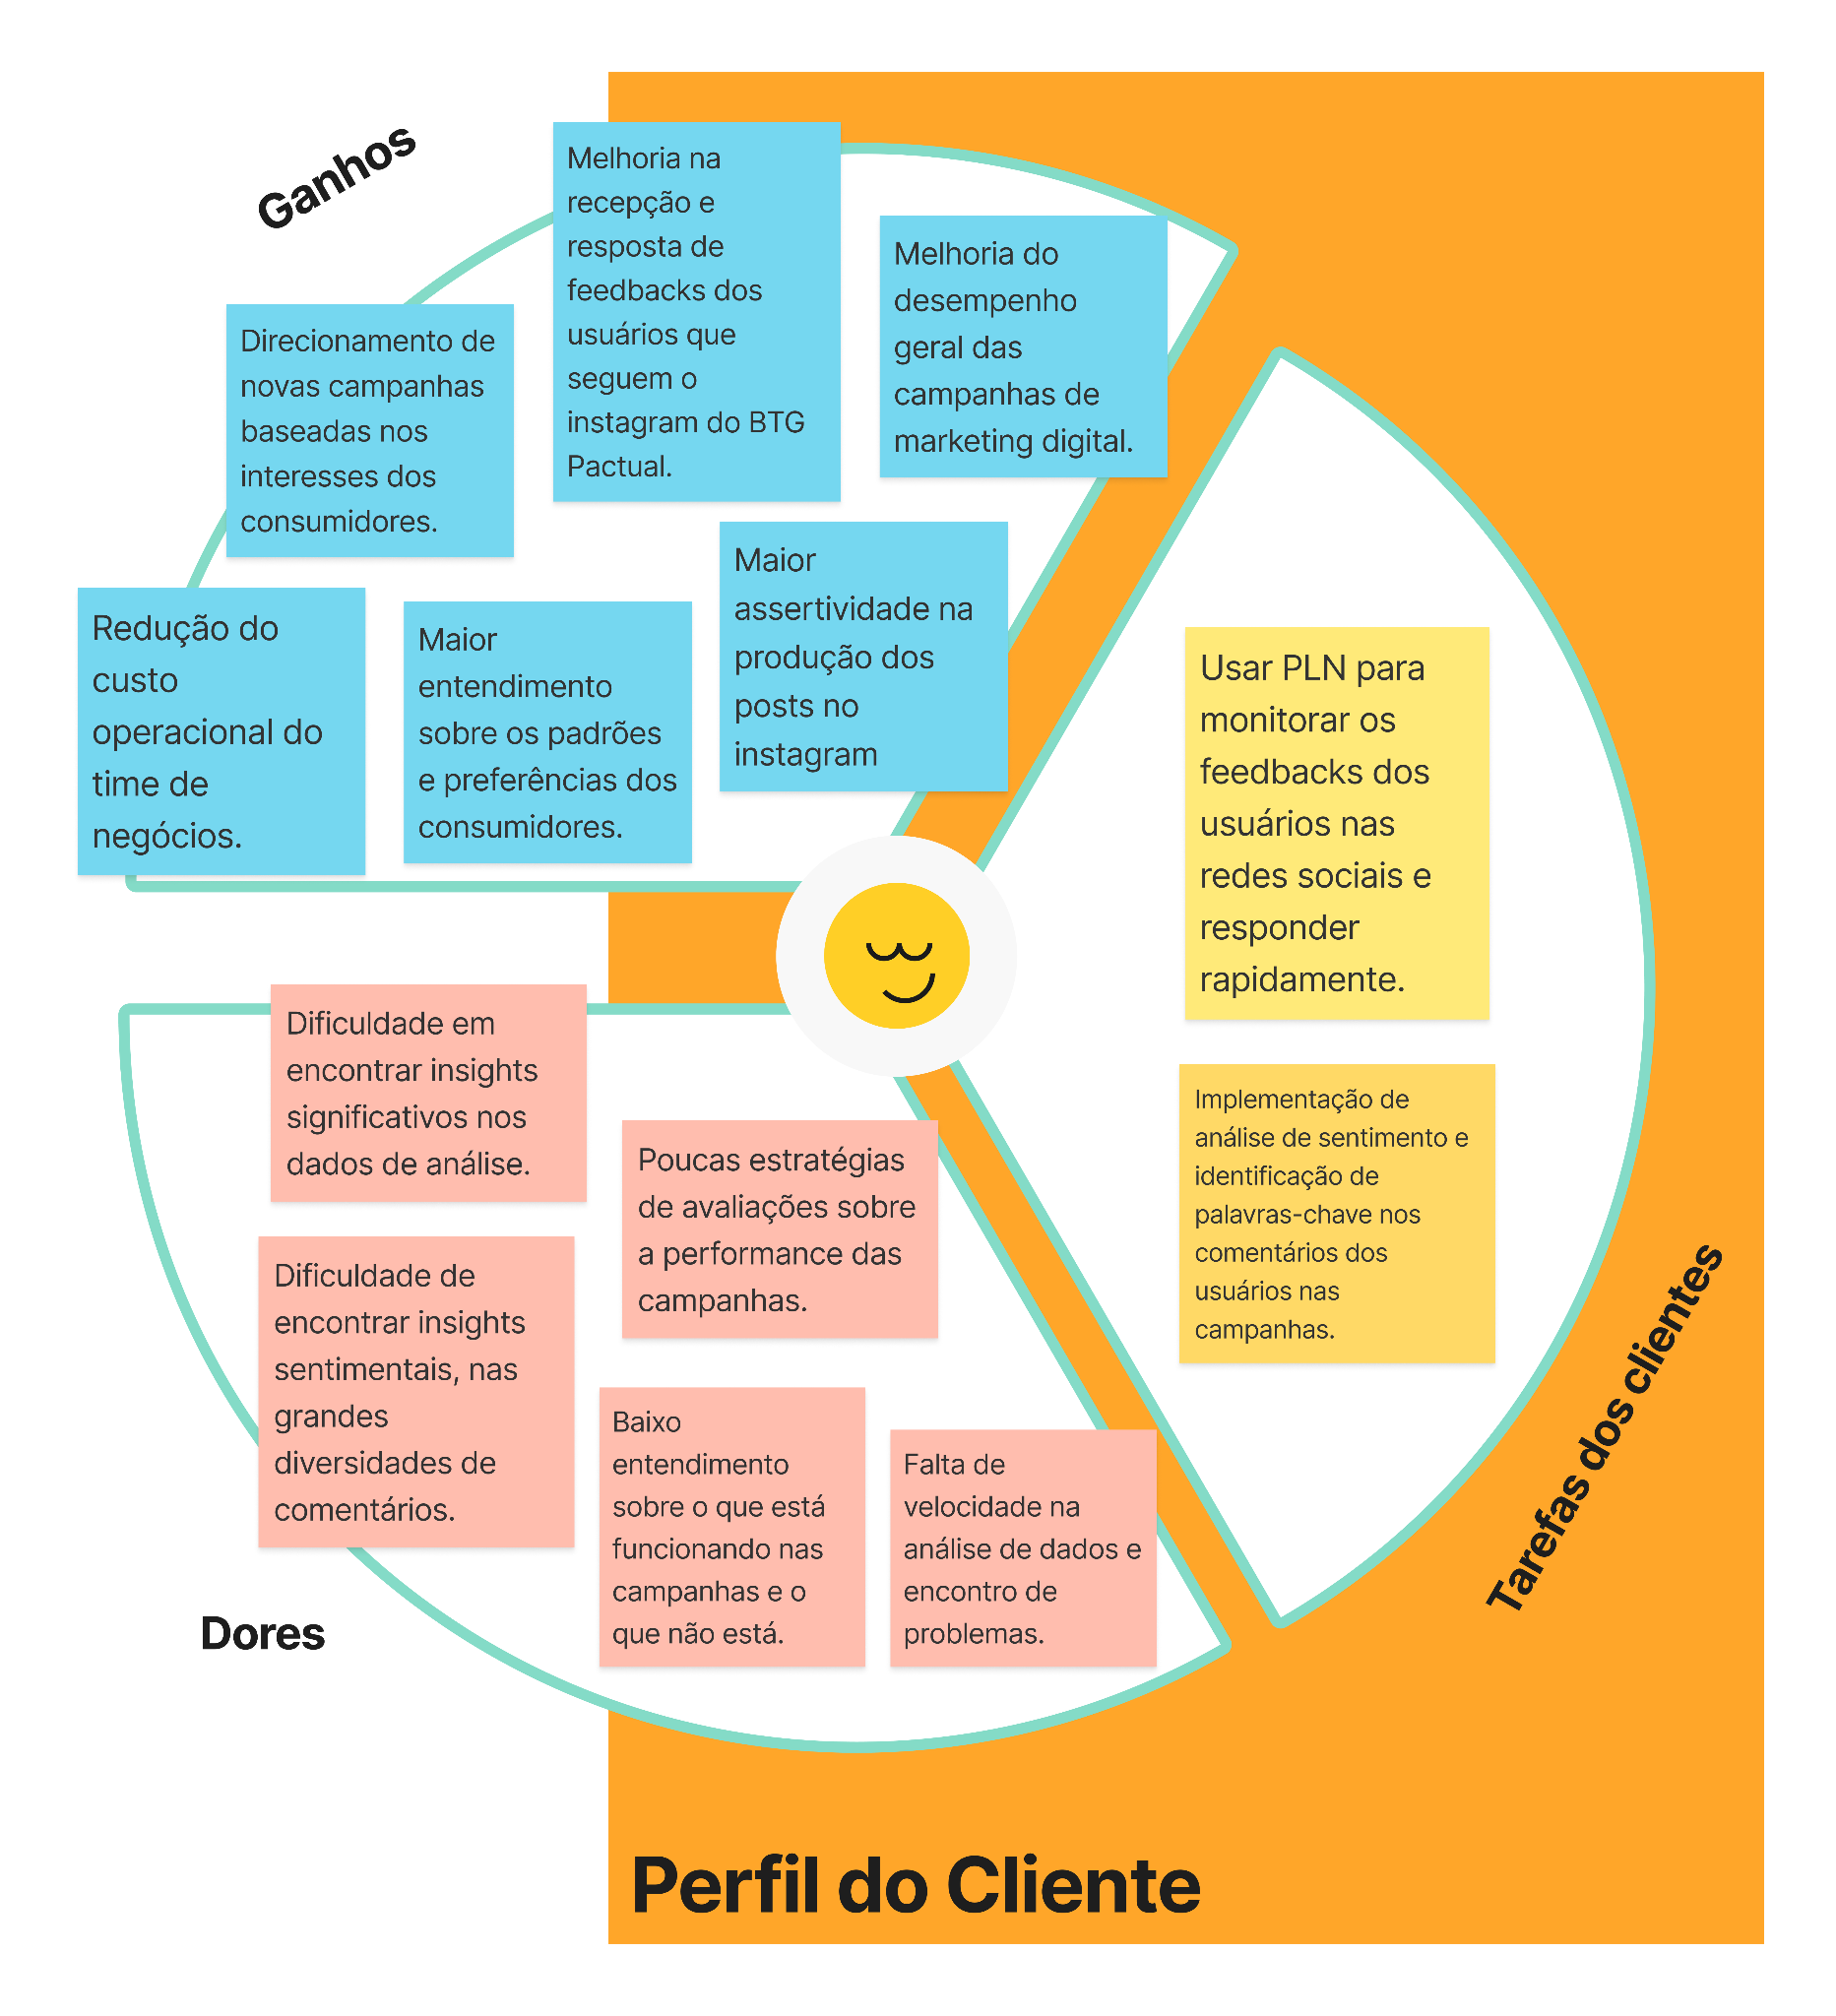 Ganhos
Melhoria na
recepção e
resposta de
feedbacks dos
usuários que
seguem o
instagram do BTG
Pactual.
Melhoria do
desempenho
geral das
campanhas de
marketing digital.
Direcionamento de
novas campanhas
baseadas nos
interesses dos
consumidores.
Maior
assertividade na
produção dos
posts no
instagram
Redução do
custo
operacional do
time de
negócios.
Maior
entendimento
sobre os padrões
e preferências dos
consumidores.
Usar PLN para
monitorar os
feedbacks dos
usuários nas
redes sociais e
responder
rapidamente.
Implementação de
análise de sentimento e
identificação de
palavras-chave nos
comentários dos
usuários nas
campanhas.
Tarefas dos clientes
Dificuldade em
encontrar insights
significativos nos
dados de análise.
Poucas estratégias
de avaliações sobre
a performance das
campanhas.
Dificuldade de
encontrar insights
sentimentais, nas
grandes
diversidades de
comentários.
Baixo
entendimento
sobre o que está
funcionando nas
campanhas e o
que não está.
Falta de
velocidade na
análise de dados e
encontro de
problemas.
Dores
Perfil do Cliente